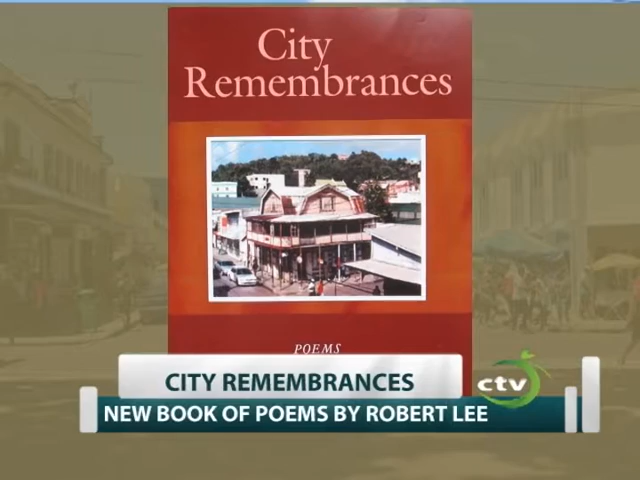 City
Remembrances
POEMS
CITY REMEMBRANCES
ctv
NEW BOOK OF POEMS BY ROBERT LEE